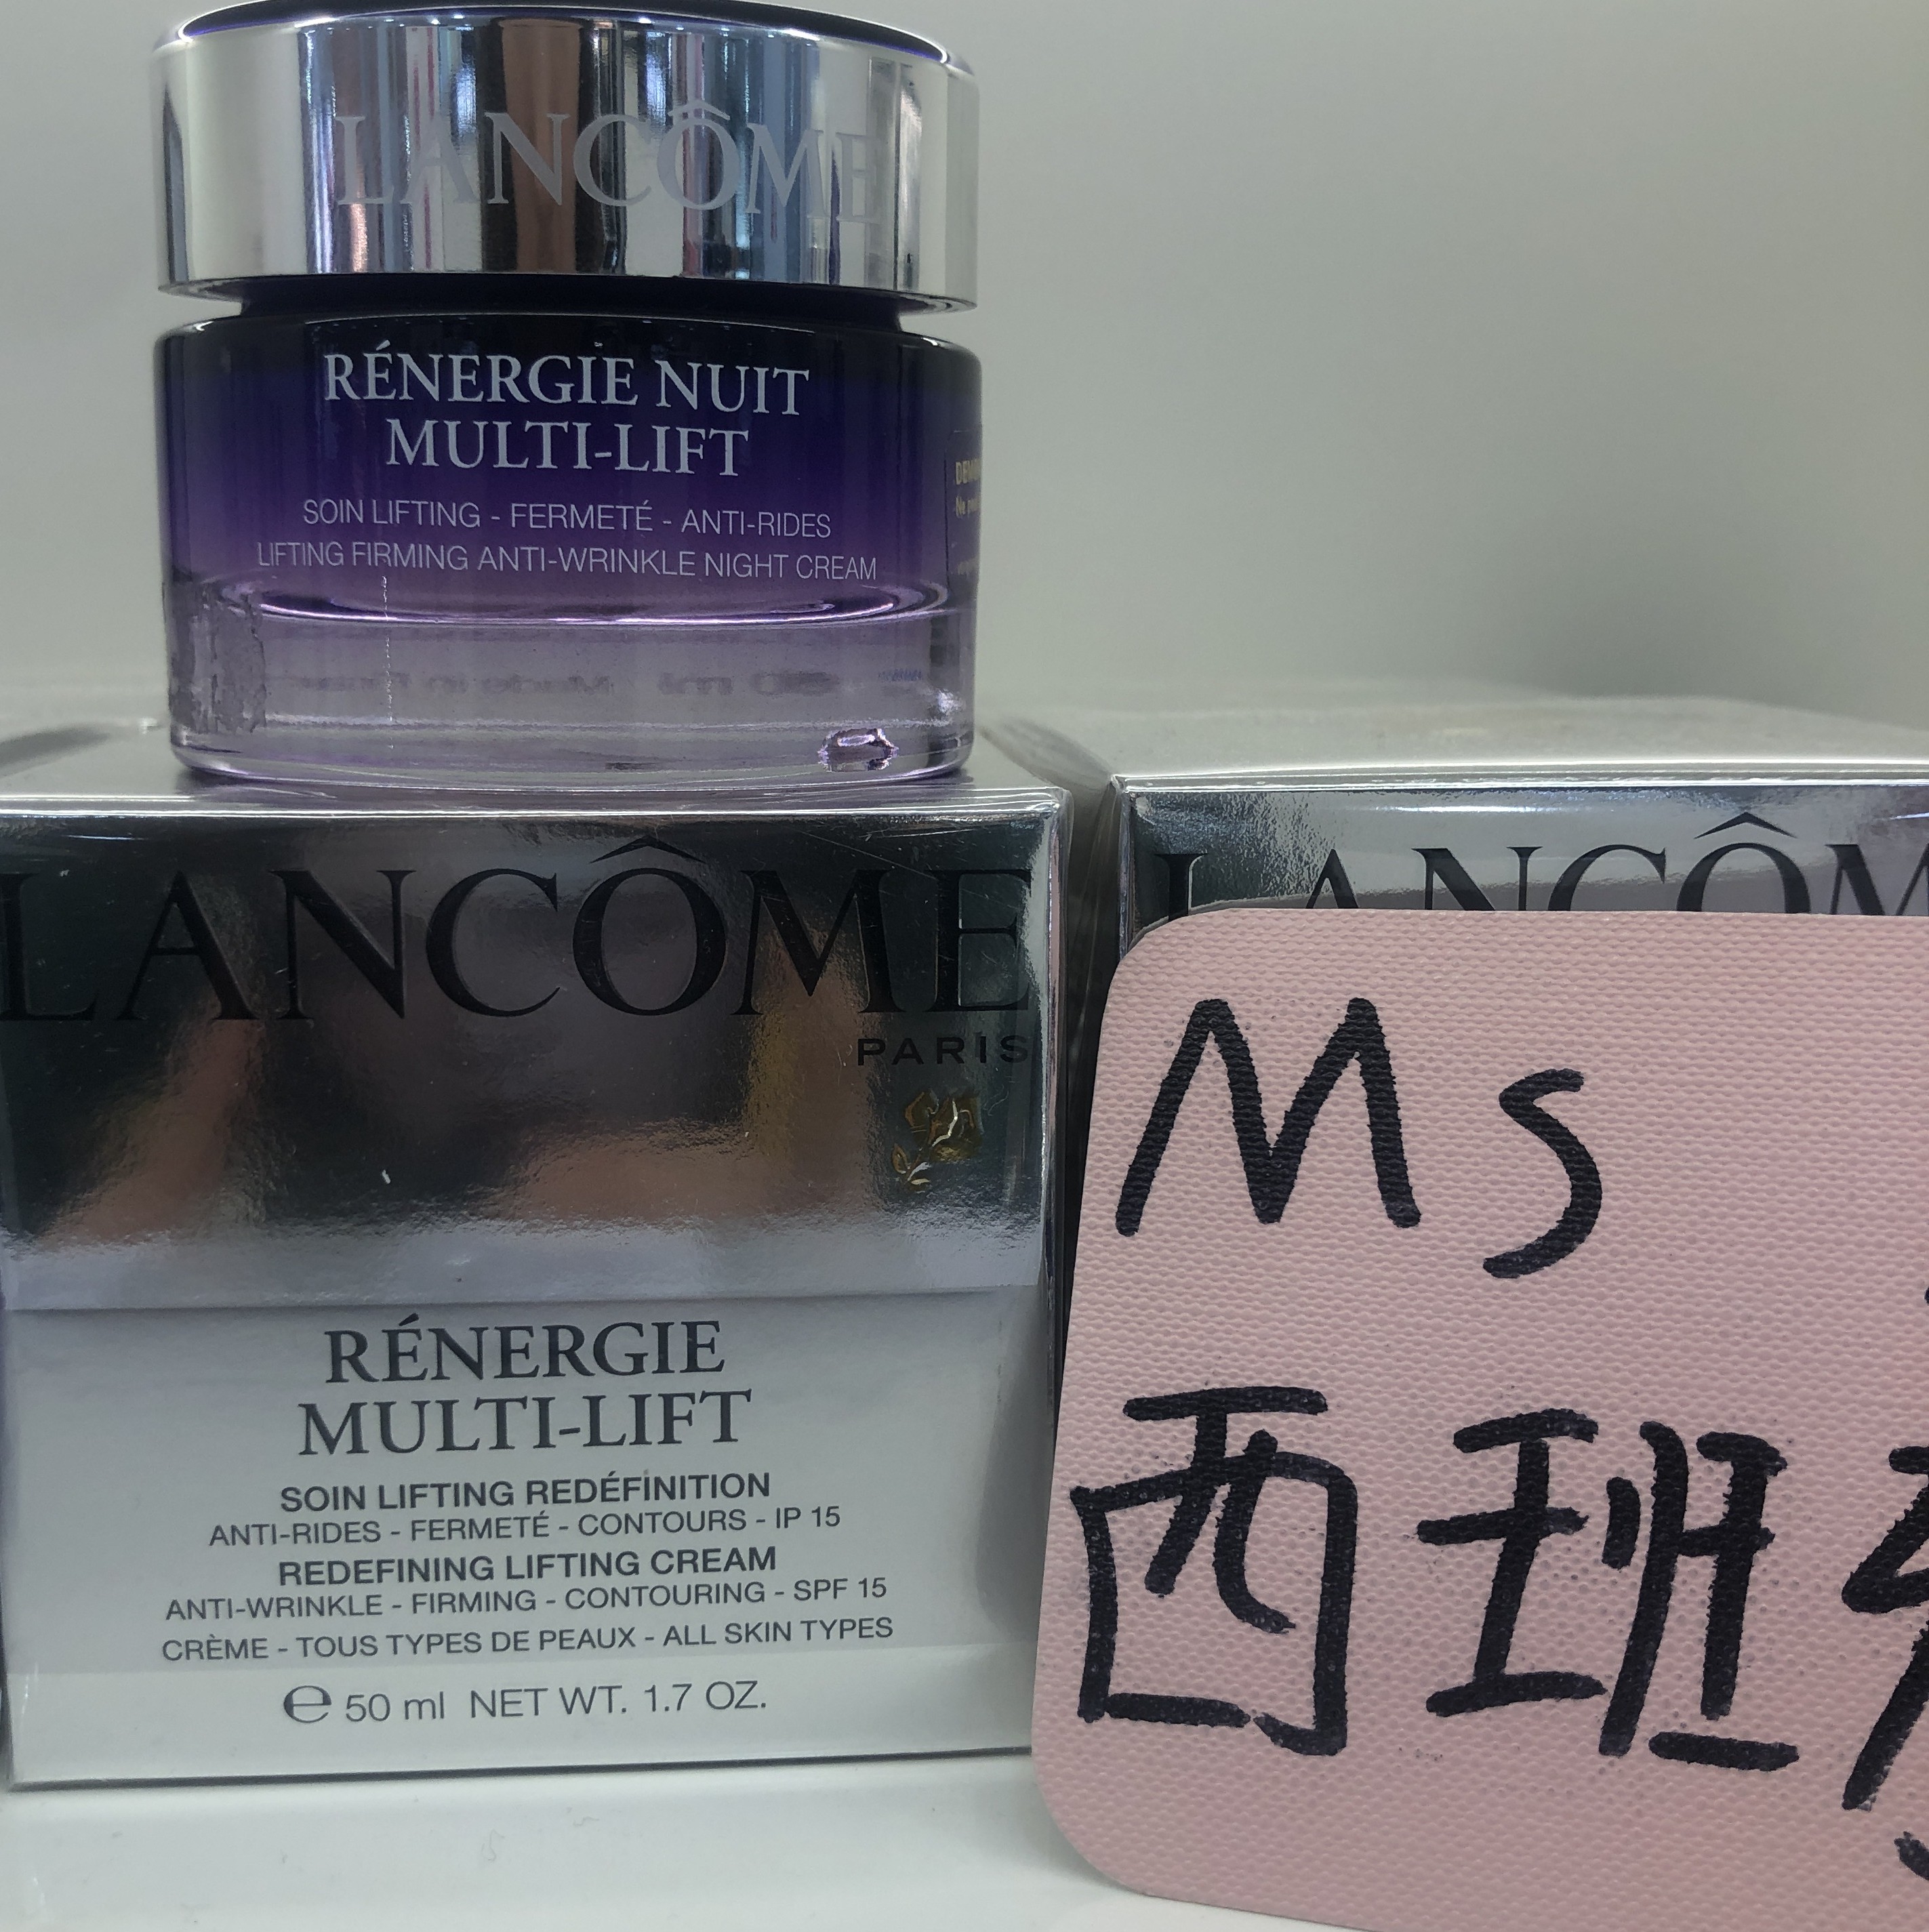 LANCÔME
RÉNERGIE NUIT
MULTI-LIFT
SOIN LIFTING - FERMETÉ - ANTI-RIDES
LIFTING FIRMING ANTI-WRINKLE NIGHT CREAM
LANCÔME
PARIS
RÉNERGIE
MULTI-LIFT
SOIN LIFTING REDÉFINITION
ANTI-RIDES - FERMETÉ - CONTOURS - IP 15
REDEFINING LIFTING CREAM
ANTI-WRINKLE - FIRMING - CONTOURING - SPF 15
CRÈME - TOUS TYPES DE PEAUX - ALL SKIN TYPES
e 50 ml NET WT. 1.7 OZ.
LANCÔM
Ms
西班